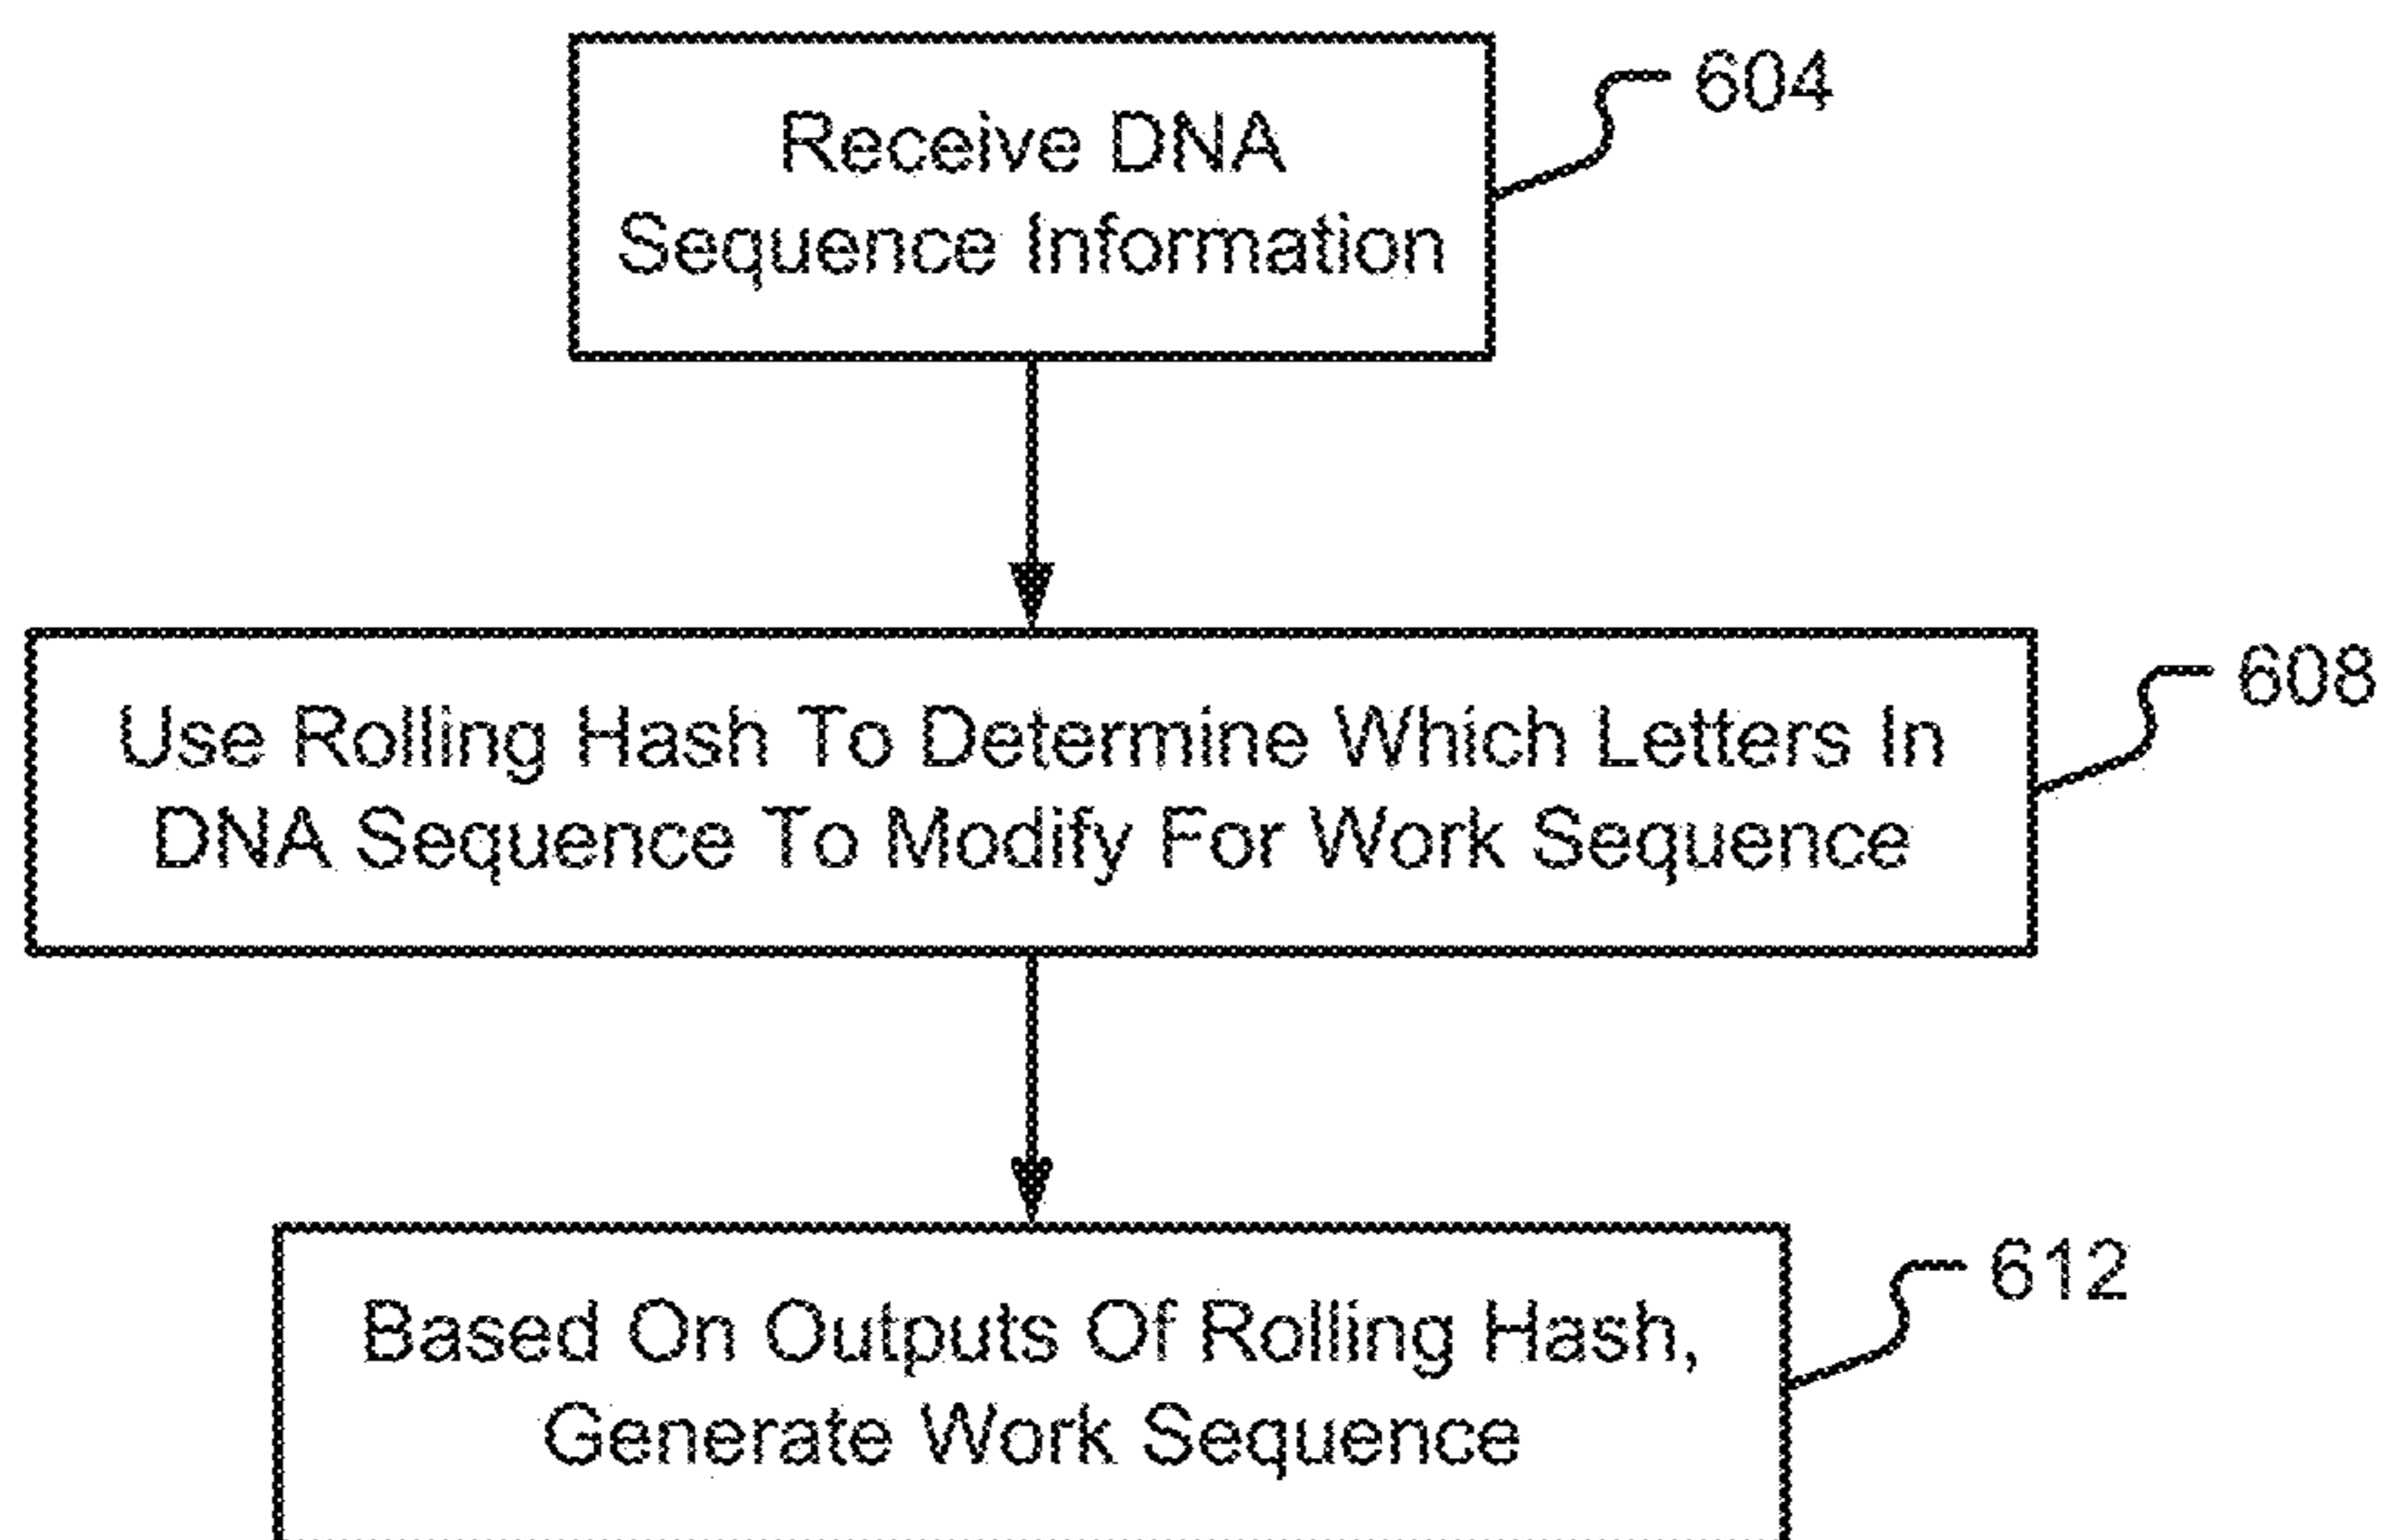 Receive DNA
Sequence Information
604
Use Rolling Hash To Determine Which Letters In
DNA Sequence To Modify For Work Sequence
608
Based On Outputs Of Rolling Hash,
Generate Work Sequence
612